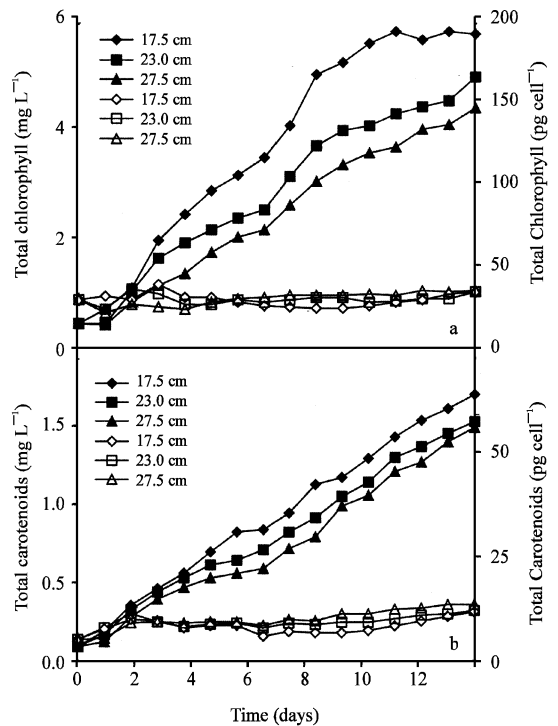 6
4
2
0
Total chlorophyll (mg L⁻¹)
17.5 cm
23.0 cm
27.5 cm
17.5 cm
23.0 cm
27.5 cm
200
150
100
50
0
Total Chlorophyll (pg cell⁻¹)
a
1.5
1.0
0.5
0.0
Total carotenoids (mg L⁻¹)
17.5 cm
23.0 cm
27.5 cm
17.5 cm
23.0 cm
27.5 cm
50
25
0
Total Carotenoids (pg cell⁻¹)
b
0 2 4 6 8 10 12
Time (days)